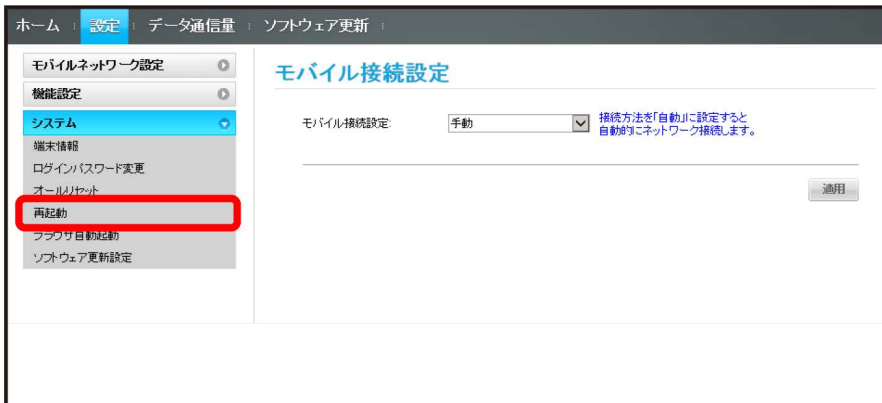 ホーム 設定 データ通信量 ソフトウェア更新
モバイルネットワーク設定
機能設定
システム
端末情報
ログインパスワード変更
オールリセット
再起動
ブラウザ自動起動
ソフトウェア更新設定
モバイル接続設定
モバイル接続設定: 手動
接続方法を「自動」に設定すると
自動的にネットワーク接続します。
適用